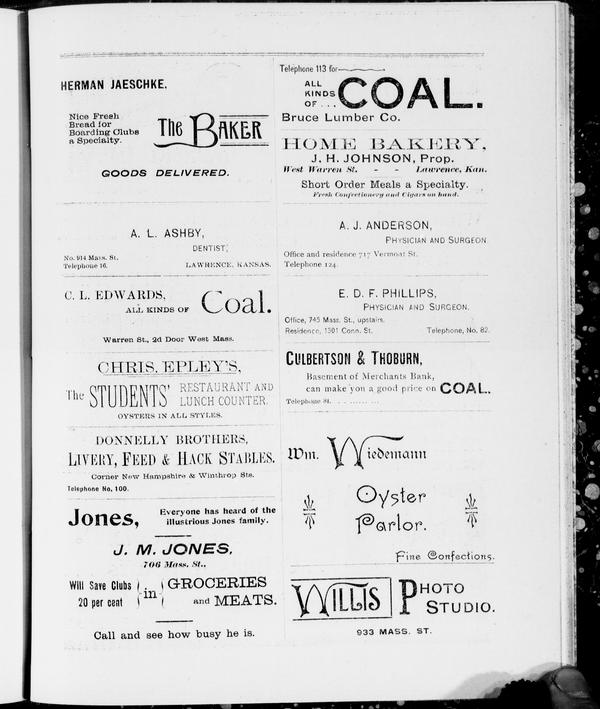 HERMAN JAESCHKE.
Nice Fresh
Bread for
Boarding Clubs
a Specialty.
The BAKER
GOODS DELIVERED.
A. L. ASHBY,
DENTIST,
No. 914 Mass. St.
Telephone 16.
LAWRENCE, KANSAS.
C. L. EDWARDS,
ALL KINDS OF Coal.
Warren St., 2d Door West Mass.
CHRIS. EPLEY'S,
The STUDENTS' RESTAURANT AND
LUNCH COUNTER.
OYSTERS IN ALL STYLES.
DONNELLY BROTHERS,
LIVERY, FEED & HACK STABLES.
Corner New Hampshire & Winthrop Sts.
Telephone No. 100.
Jones,
Everyone has heard of the
illustrious Jones family.
J. M. JONES,
706 Mass. St.,
Will Save Clubs
20 per cent
in
GROCERIES
and MEATS.
Call and see how busy he is.
Telephone 113 for
ALL
KINDS
OF ...
COAL.
Bruce Lumber Co.
HOME BAKERY,
J. H. JOHNSON, Prop.
West Warren St. - - Lawrence, Kan.
Short Order Meals a Specialty.
Fresh Confectionery and Cigars on hand.
A. J. ANDERSON,
PHYSICIAN AND SURGEON
Office and residence 717 Vermont St.
Telephone 124.
E. D. F. PHILLIPS,
PHYSICIAN AND SURGEON.
Office, 745 Mass. St., upstairs.
Residence, 1301 Conn. St. Telephone, No. 82.
CULBERTSON & THOBURN,
Basement of Merchants Bank,
can make you a good price on COAL.
Telephone
Wm. Wiedemann
Oyster
Parlor.
Fine Confections.
WILLIS PHOTO
STUDIO.
933 MASS. ST.